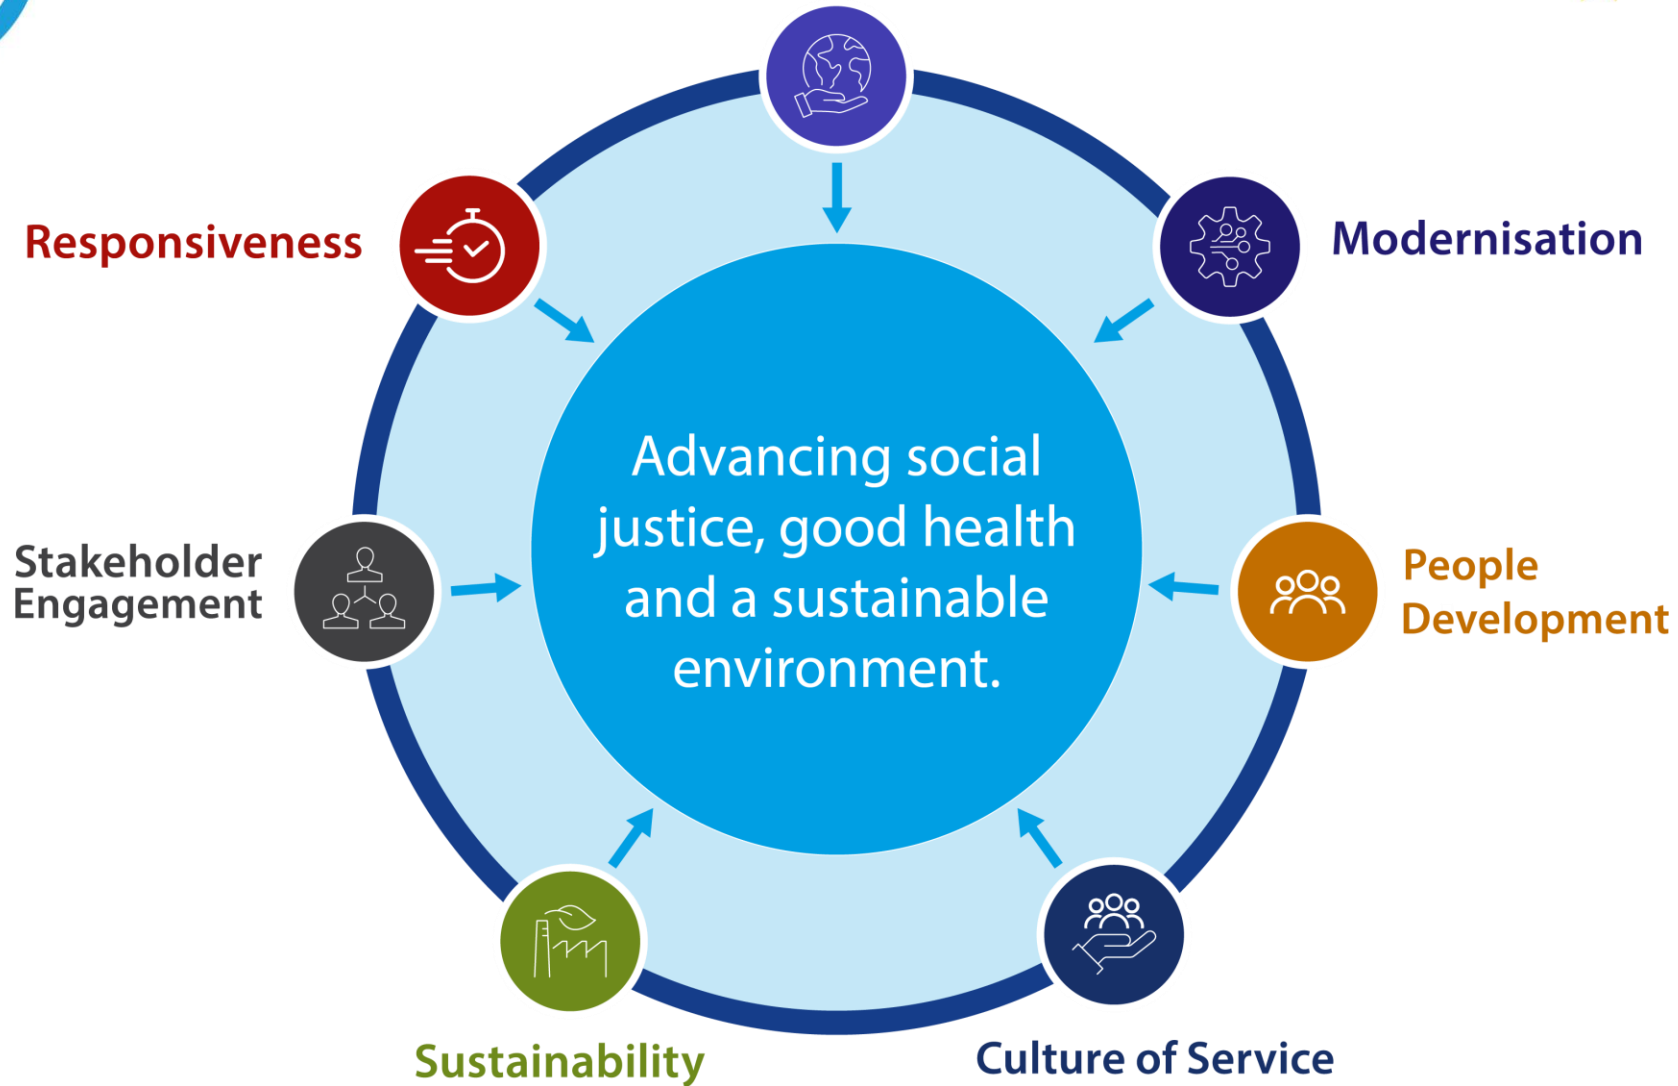 Responsiveness
Modernisation
Advancing social
justice, good health
and a sustainable
environment.
Stakeholder
Engagement
People
Development
Sustainability
Culture of Service